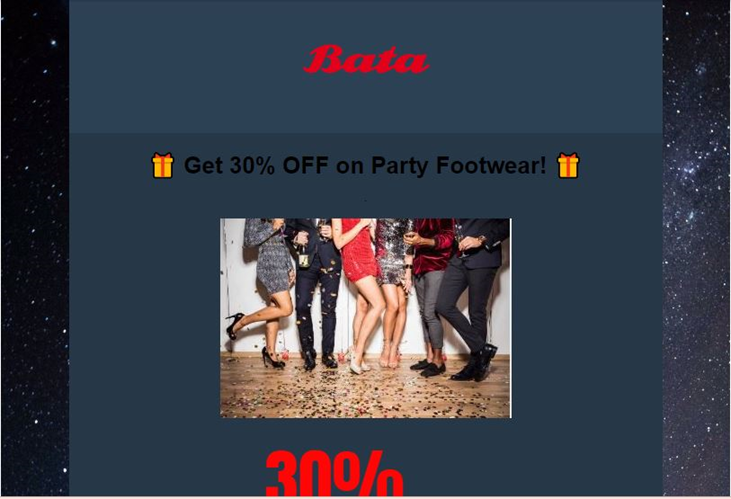 Bata
🎁 Get 30% OFF on Party Footwear! 🎁
30%